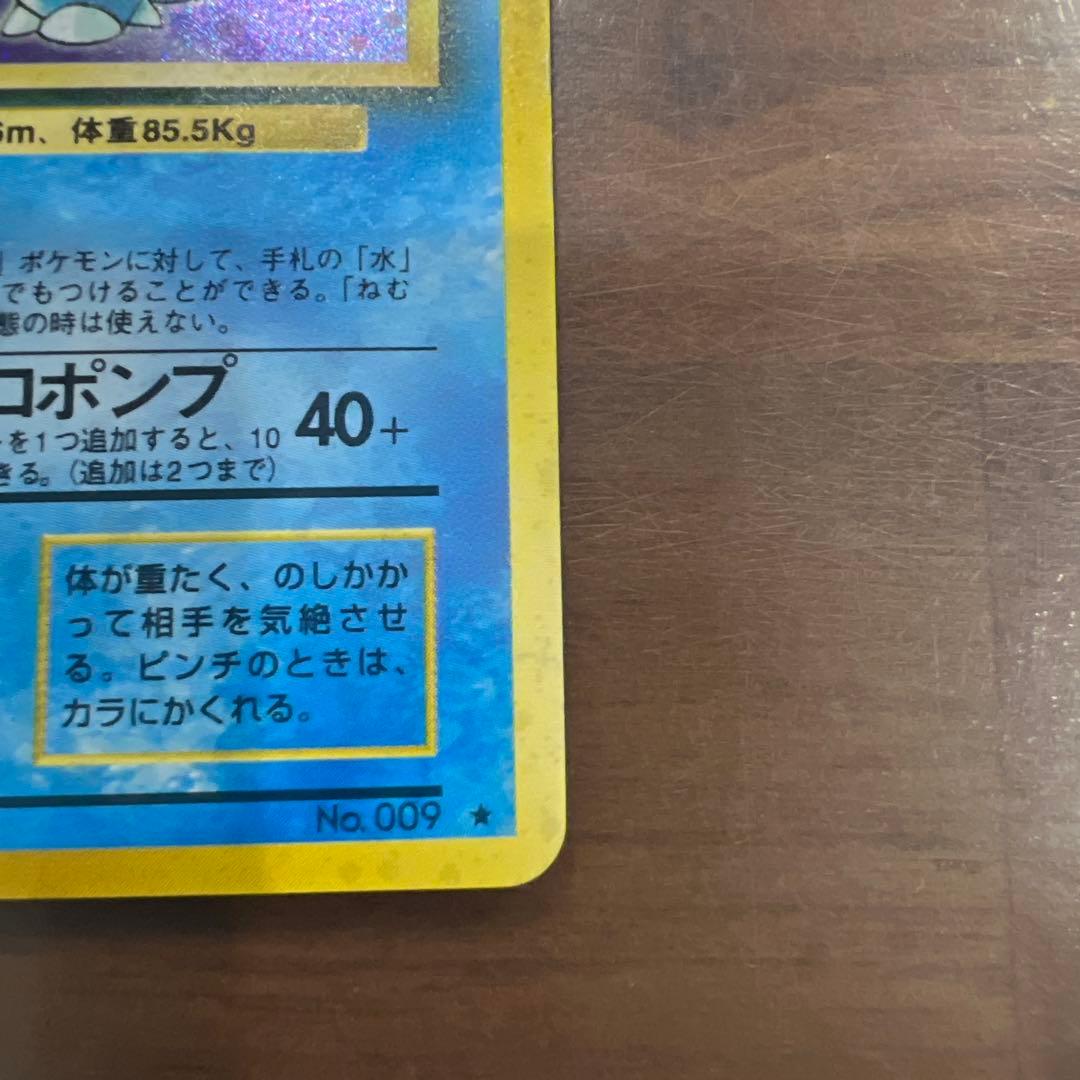 6m、体重85.5Kg
」ポケモンに対して、手札の「水」
でもつけることができる。「ねむ
態の時は使えない。
ロポンプ
40+
を1つ追加すると、10
きる。(追加は2つまで)
体が重たく、のしかか
って相手を気絶させ
る。ピンチのときは、
カラにかくれる。
No. 009 ★